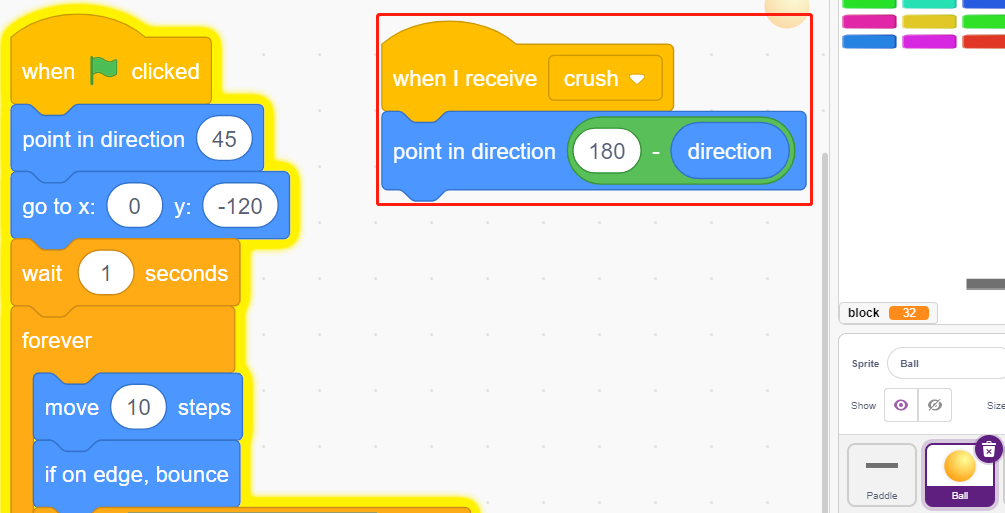 when clicked
point in direction 45
go to x: 0 y: -120
wait 1 seconds
forever
move 10 steps
if on edge, bounce
when I receive crush
point in direction 180 - direction
block 32
Sprite Ball
Show Size
Paddle
Ball